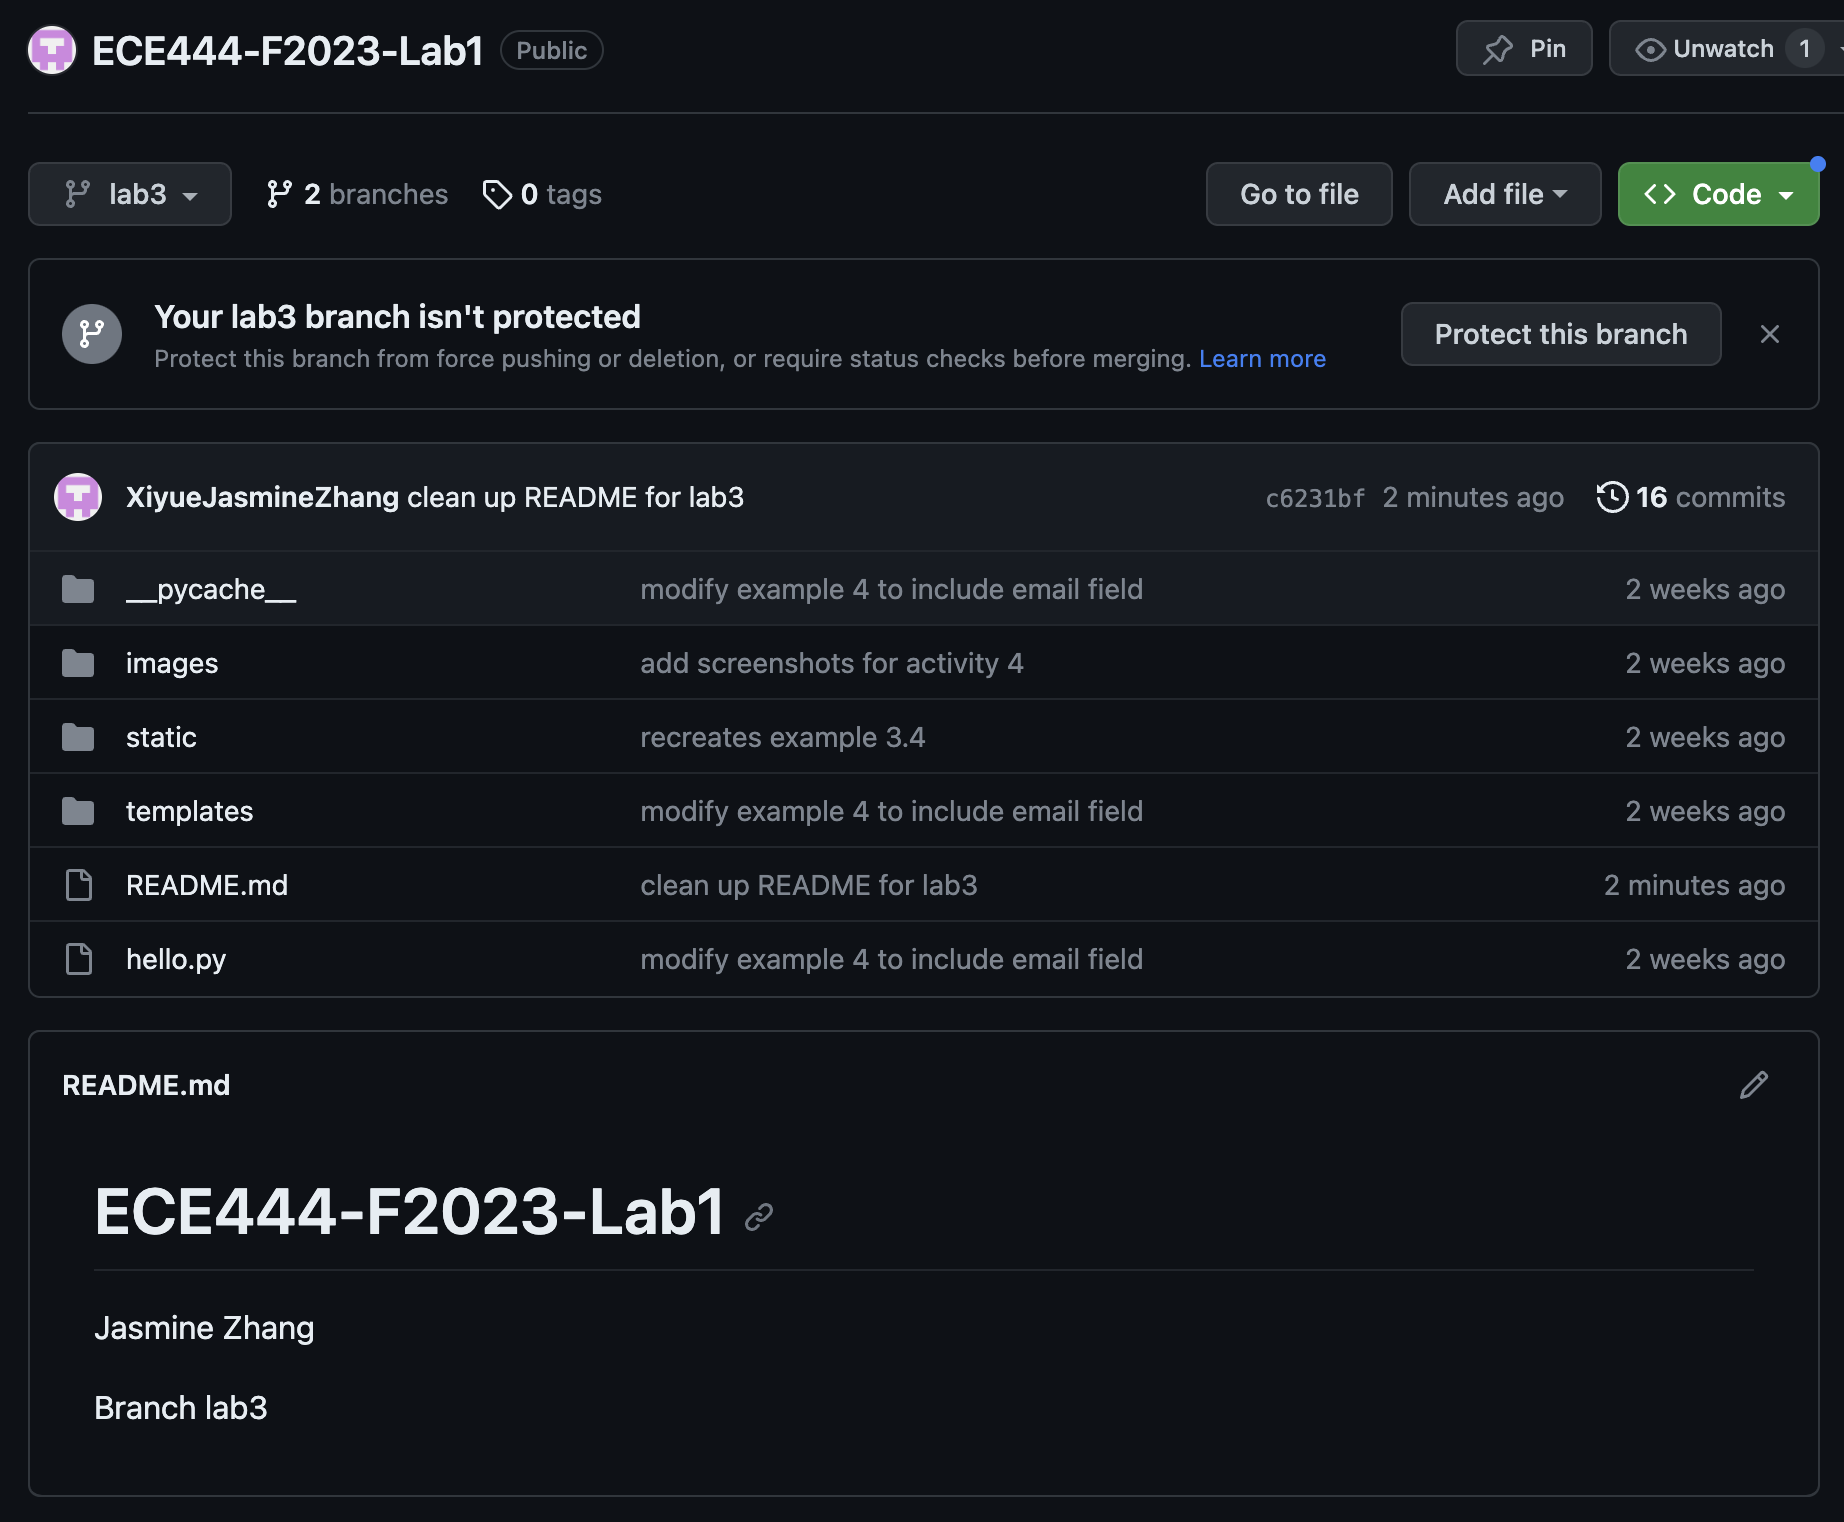 ECE444-F2023-Lab1 Public Pin Unwatch 1
lab3 2 branches 0 tags Go to file Add file Code
Your lab3 branch isn't protected
Protect this branch from force pushing or deletion, or require status checks before merging. Learn more
Protect this branch
XiyueJasmineZhang clean up README for lab3 c6231bf 2 minutes ago 16 commits
__pycache__ modify example 4 to include email field 2 weeks ago
images add screenshots for activity 4 2 weeks ago
static recreates example 3.4 2 weeks ago
templates modify example 4 to include email field 2 weeks ago
README.md clean up README for lab3 2 minutes ago
hello.py modify example 4 to include email field 2 weeks ago
README.md
ECE444-F2023-Lab1
Jasmine Zhang
Branch lab3